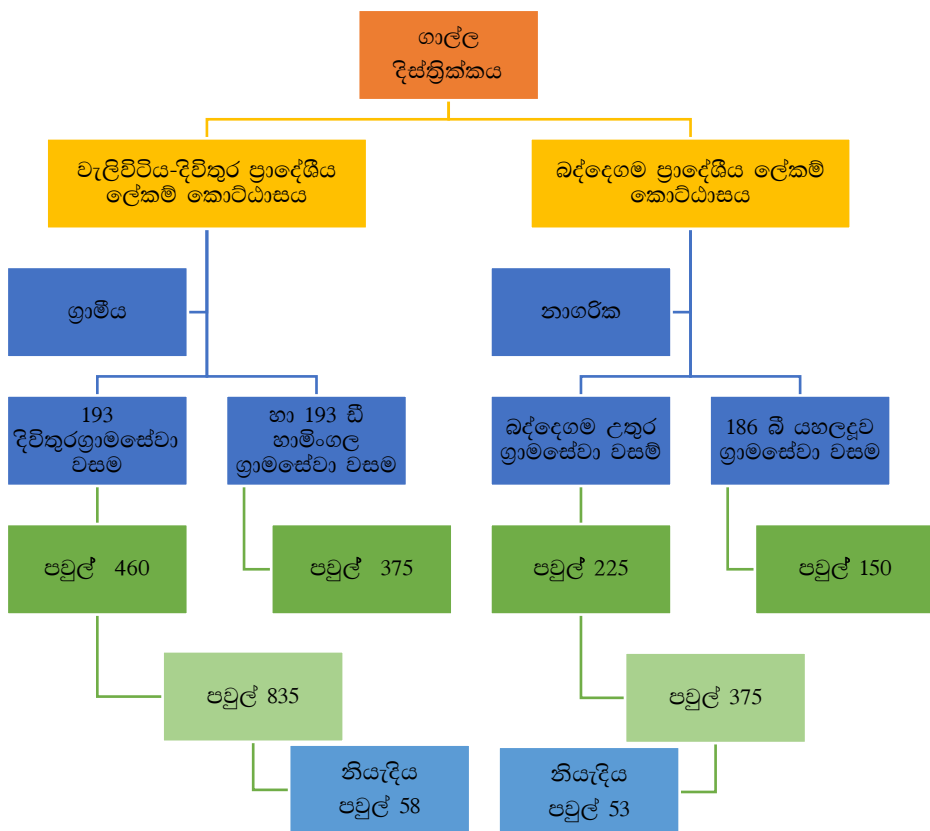 ගාල්ල
දිස්ත්‍රික්කය
වැලිවිටිය-දිවිතුර ප්‍රාදේශීය
ලේකම් කොට්ඨාසය
බද්දෙගම ප්‍රාදේශීය ලේකම්
කොට්ඨාසය
ග්‍රාමීය
නාගරික
193
දිවිතුරග්‍රාමසේවා
වසම
හා 193 ඩී
හාමිංගල
ග්‍රාමසේවා වසම
බද්දෙගම උතුර
ග්‍රාමසේවා වසම්
186 බී යහලදූව
ග්‍රාමසේවා වසම
පවුල් 460
පවුල් 375
පවුල් 225
පවුල් 150
පවුල් 835
පවුල් 375
නියැදිය
පවුල් 58
නියැදිය
පවුල් 53